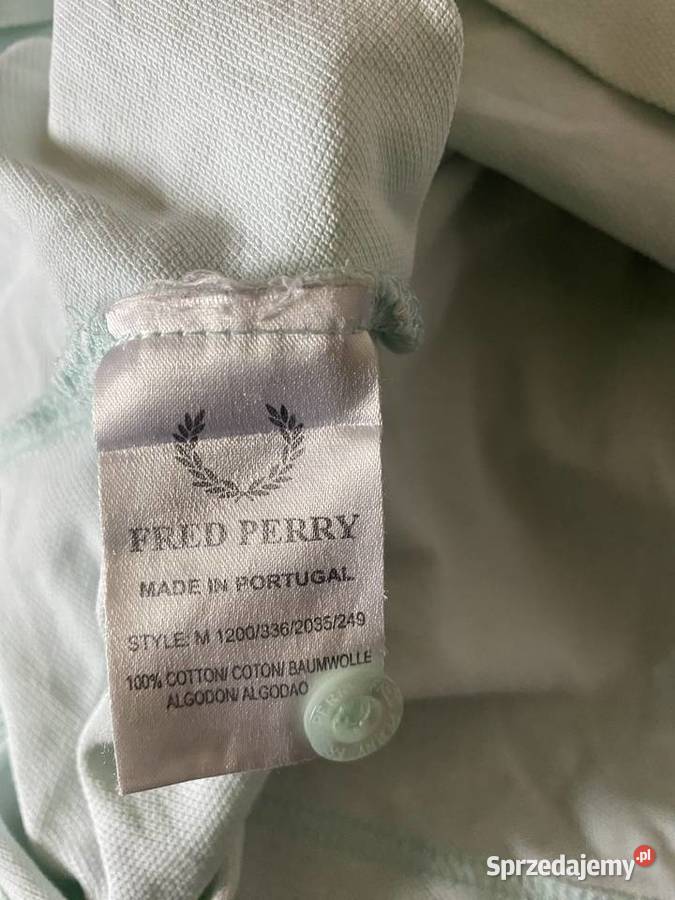 FRED PERRY
MADE IN PORTUGAL
STYLE: M 1200/336/2035/249
100% COTTON/ COTON/ BAUMWOLLE
ALGODON/ ALGODAO
Sprzedajemy.pl